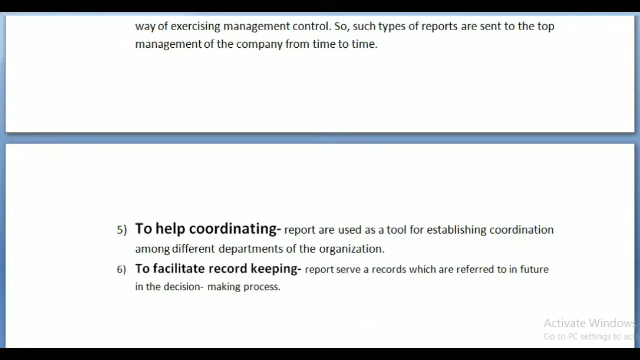 way of exercising management control. So, such types of reports are sent to the top
management of the company from time to time.
5) To help coordinating- report are used as a tool for establishing coordination
among different departments of the organization.
6) To facilitate record keeping- report serve a records which are referred to in future
in the decision- making process.
Activate Windows
Go to PC settings to ac